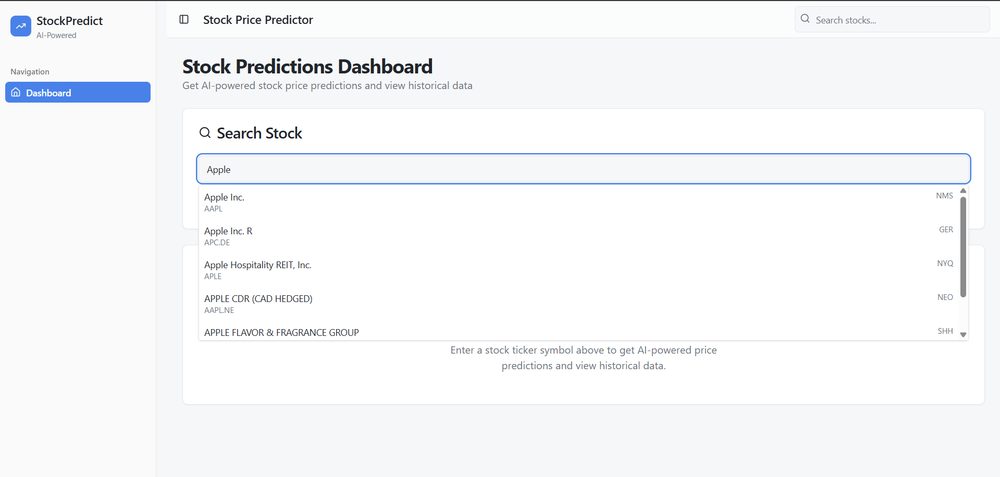 StockPredict
AI-Powered
Navigation
Dashboard
Stock Price Predictor
Search stocks...
Stock Predictions Dashboard
Get AI-powered stock price predictions and view historical data
Search Stock
Apple
Apple Inc.
AAPL
NMS
Apple Inc. R
APC.DE
GER
Apple Hospitality REIT, Inc.
APLE
NYQ
APPLE CDR (CAD HEDGED)
AAPL.NE
NEO
APPLE FLAVOR & FRAGRANCE GROUP
SHH
Enter a stock ticker symbol above to get AI-powered price
predictions and view historical data.